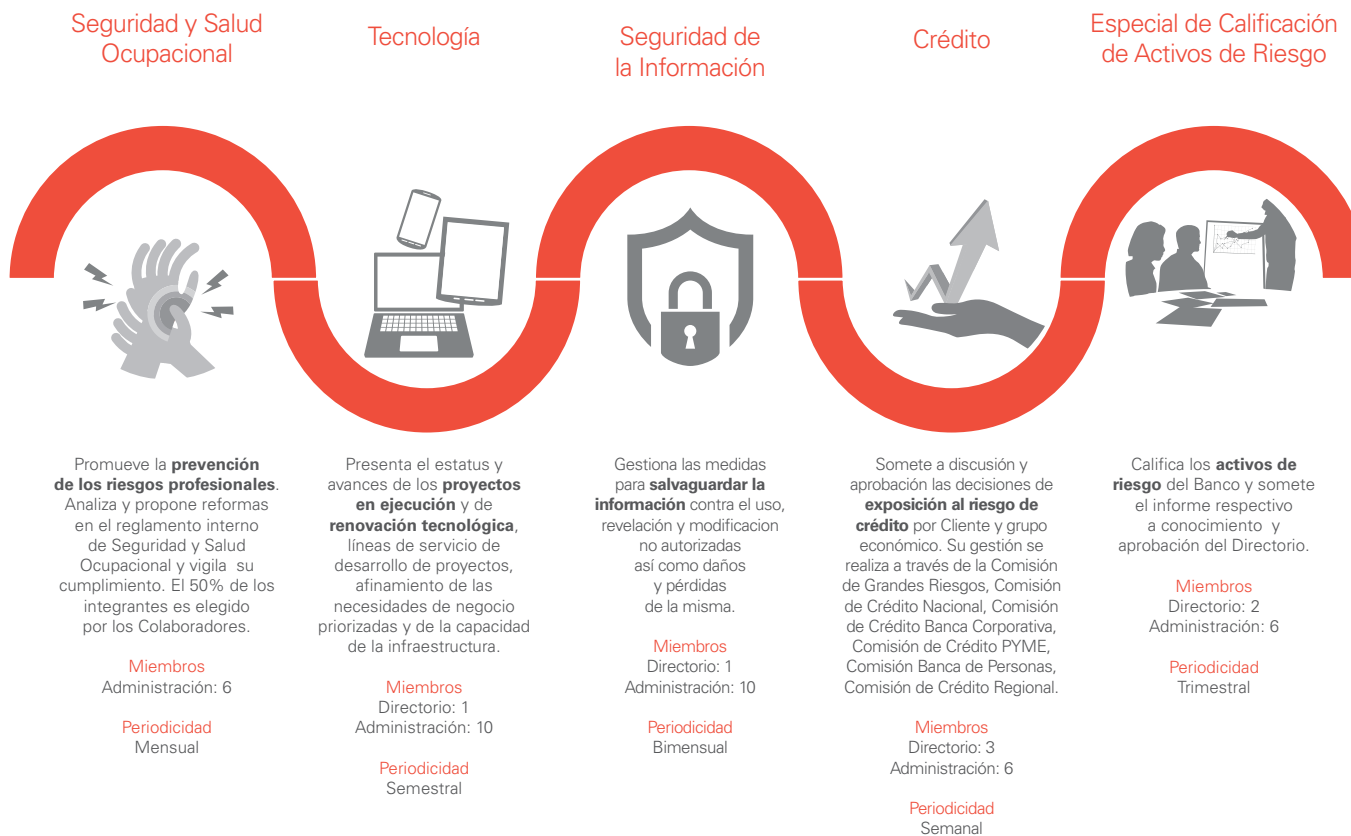 Seguridad y Salud
Ocupacional
Promueve la prevención
de los riesgos profesionales.
Analiza y propone reformas
en el reglamento interno
de Seguridad y Salud
Ocupacional y vigila su
cumplimiento. El 50% de los
integrantes es elegido
por los Colaboradores.
Miembros
Administración: 6
Periodicidad
Mensual
Tecnología
Presenta el estatus y
avances de los proyectos
en ejecución y de
renovación tecnológica,
líneas de servicio de
desarrollo de proyectos,
afinamiento de las
necesidades de negocio
priorizadas y de la capacidad
de la infraestructura.
Miembros
Directorio: 1
Administración: 10
Periodicidad
Semestral
Seguridad de
la Información
Gestiona las medidas
para salvaguardar la
información contra el uso,
revelación y modificacion
no autorizadas
así como daños
y pérdidas
de la misma.
Miembros
Directorio: 1
Administración: 10
Periodicidad
Bimensual
Crédito
Somete a discusión y
aprobación las decisiones de
exposición al riesgo de
crédito por Cliente y grupo
económico. Su gestión se
realiza a través de la Comisión
de Grandes Riesgos, Comisión
de Crédito Nacional, Comisión
de Crédito Banca Corporativa,
Comisión de Crédito PYME,
Comisión Banca de Personas,
Comisión de Crédito Regional.
Miembros
Directorio: 3
Administración: 6
Periodicidad
Semanal
Especial de Calificación
de Activos de Riesgo
Califica los activos de
riesgo del Banco y somete
el informe respectivo
a conocimiento y
aprobación del Directorio.
Miembros
Directorio: 2
Administración: 6
Periodicidad
Trimestral